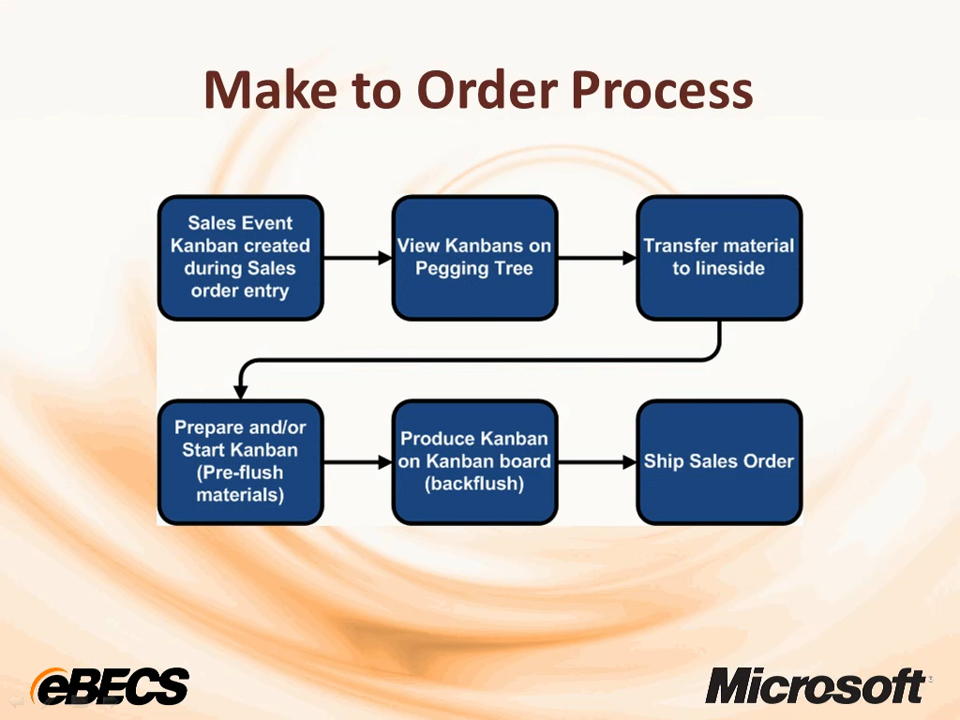 Make to Order Process
Sales Event
Kanban created
during Sales
order entry
View Kanbans on
Pegging Tree
Transfer material
to lineside
Prepare and/or
Start Kanban
(Pre-flush
materials)
Produce Kanban
on Kanban board
(backflush)
Ship Sales Order
eBECS
Microsoft